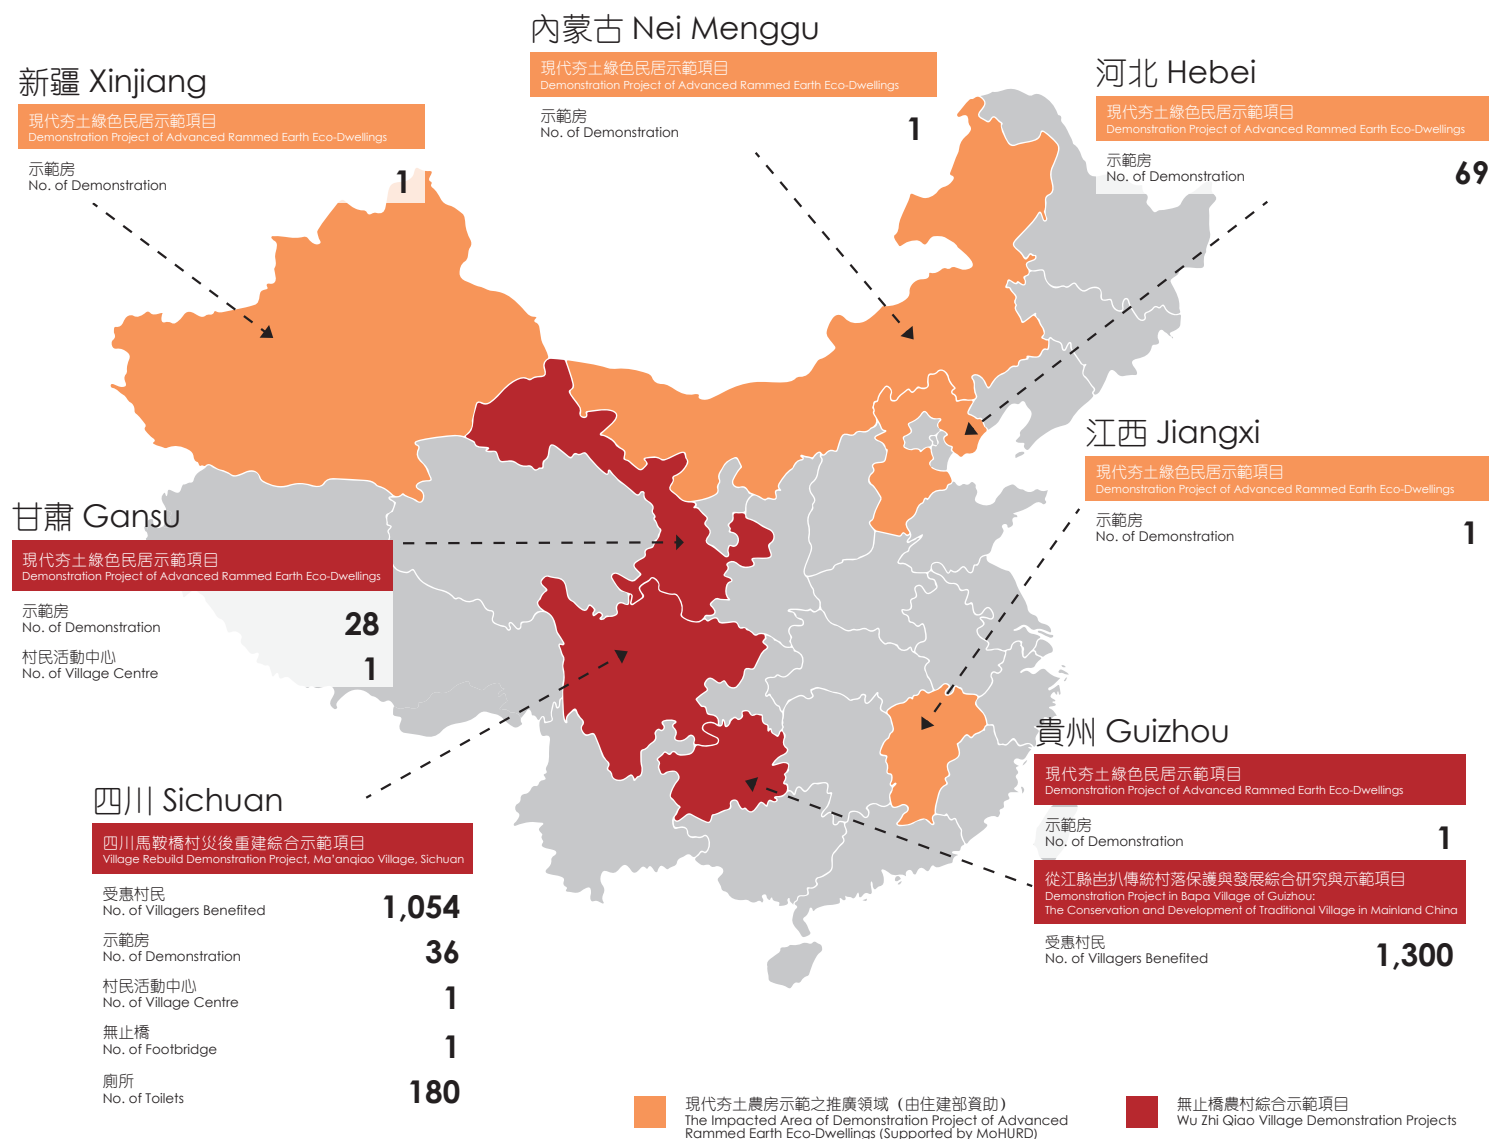 內蒙古 Nei Menggu
現代夯土綠色民居示範項目
Demonstration Project of Advanced Rammed Earth Eco-Dwellings
示範房
No. of Demonstration
1
新疆 Xinjiang
現代夯土綠色民居示範項目
Demonstration Project of Advanced Rammed Earth Eco-Dwellings
示範房
No. of Demonstration
1
河北 Hebei
現代夯土綠色民居示範項目
Demonstration Project of Advanced Rammed Earth Eco-Dwellings
示範房
No. of Demonstration
69
江西 Jiangxi
現代夯土綠色民居示範項目
Demonstration Project of Advanced Rammed Earth Eco-Dwellings
示範房
No. of Demonstration
1
甘肅 Gansu
現代夯土綠色民居示範項目
Demonstration Project of Advanced Rammed Earth Eco-Dwellings
示範房
No. of Demonstration
28
村民活動中心
No. of Village Centre
1
貴州 Guizhou
現代夯土綠色民居示範項目
Demonstration Project of Advanced Rammed Earth Eco-Dwellings
示範房
No. of Demonstration
1
從江縣岜扒傳統村落保護與發展綜合研究與示範項目
Demonstration Project in Bapa Village of Guizhou:
The Conservation and Development of Traditional Village in Mainland China
受惠村民
No. of Villagers Benefited
1,300
四川 Sichuan
四川馬鞍橋村災後重建綜合示範項目
Village Rebuild Demonstration Project, Ma'anqiao Village, Sichuan
受惠村民
No. of Villagers Benefited
1,054
示範房
No. of Demonstration
36
村民活動中心
No. of Village Centre
1
無止橋
No. of Footbridge
1
廁所
No. of Toilets
180
現代夯土農房示範之推廣領域（由住建部資助）
The Impacted Area of Demonstration Project of Advanced
Rammed Earth Eco-Dwellings (Supported by MoHURD)
無止橋農村綜合示範項目
Wu Zhi Qiao Village Demonstration Projects